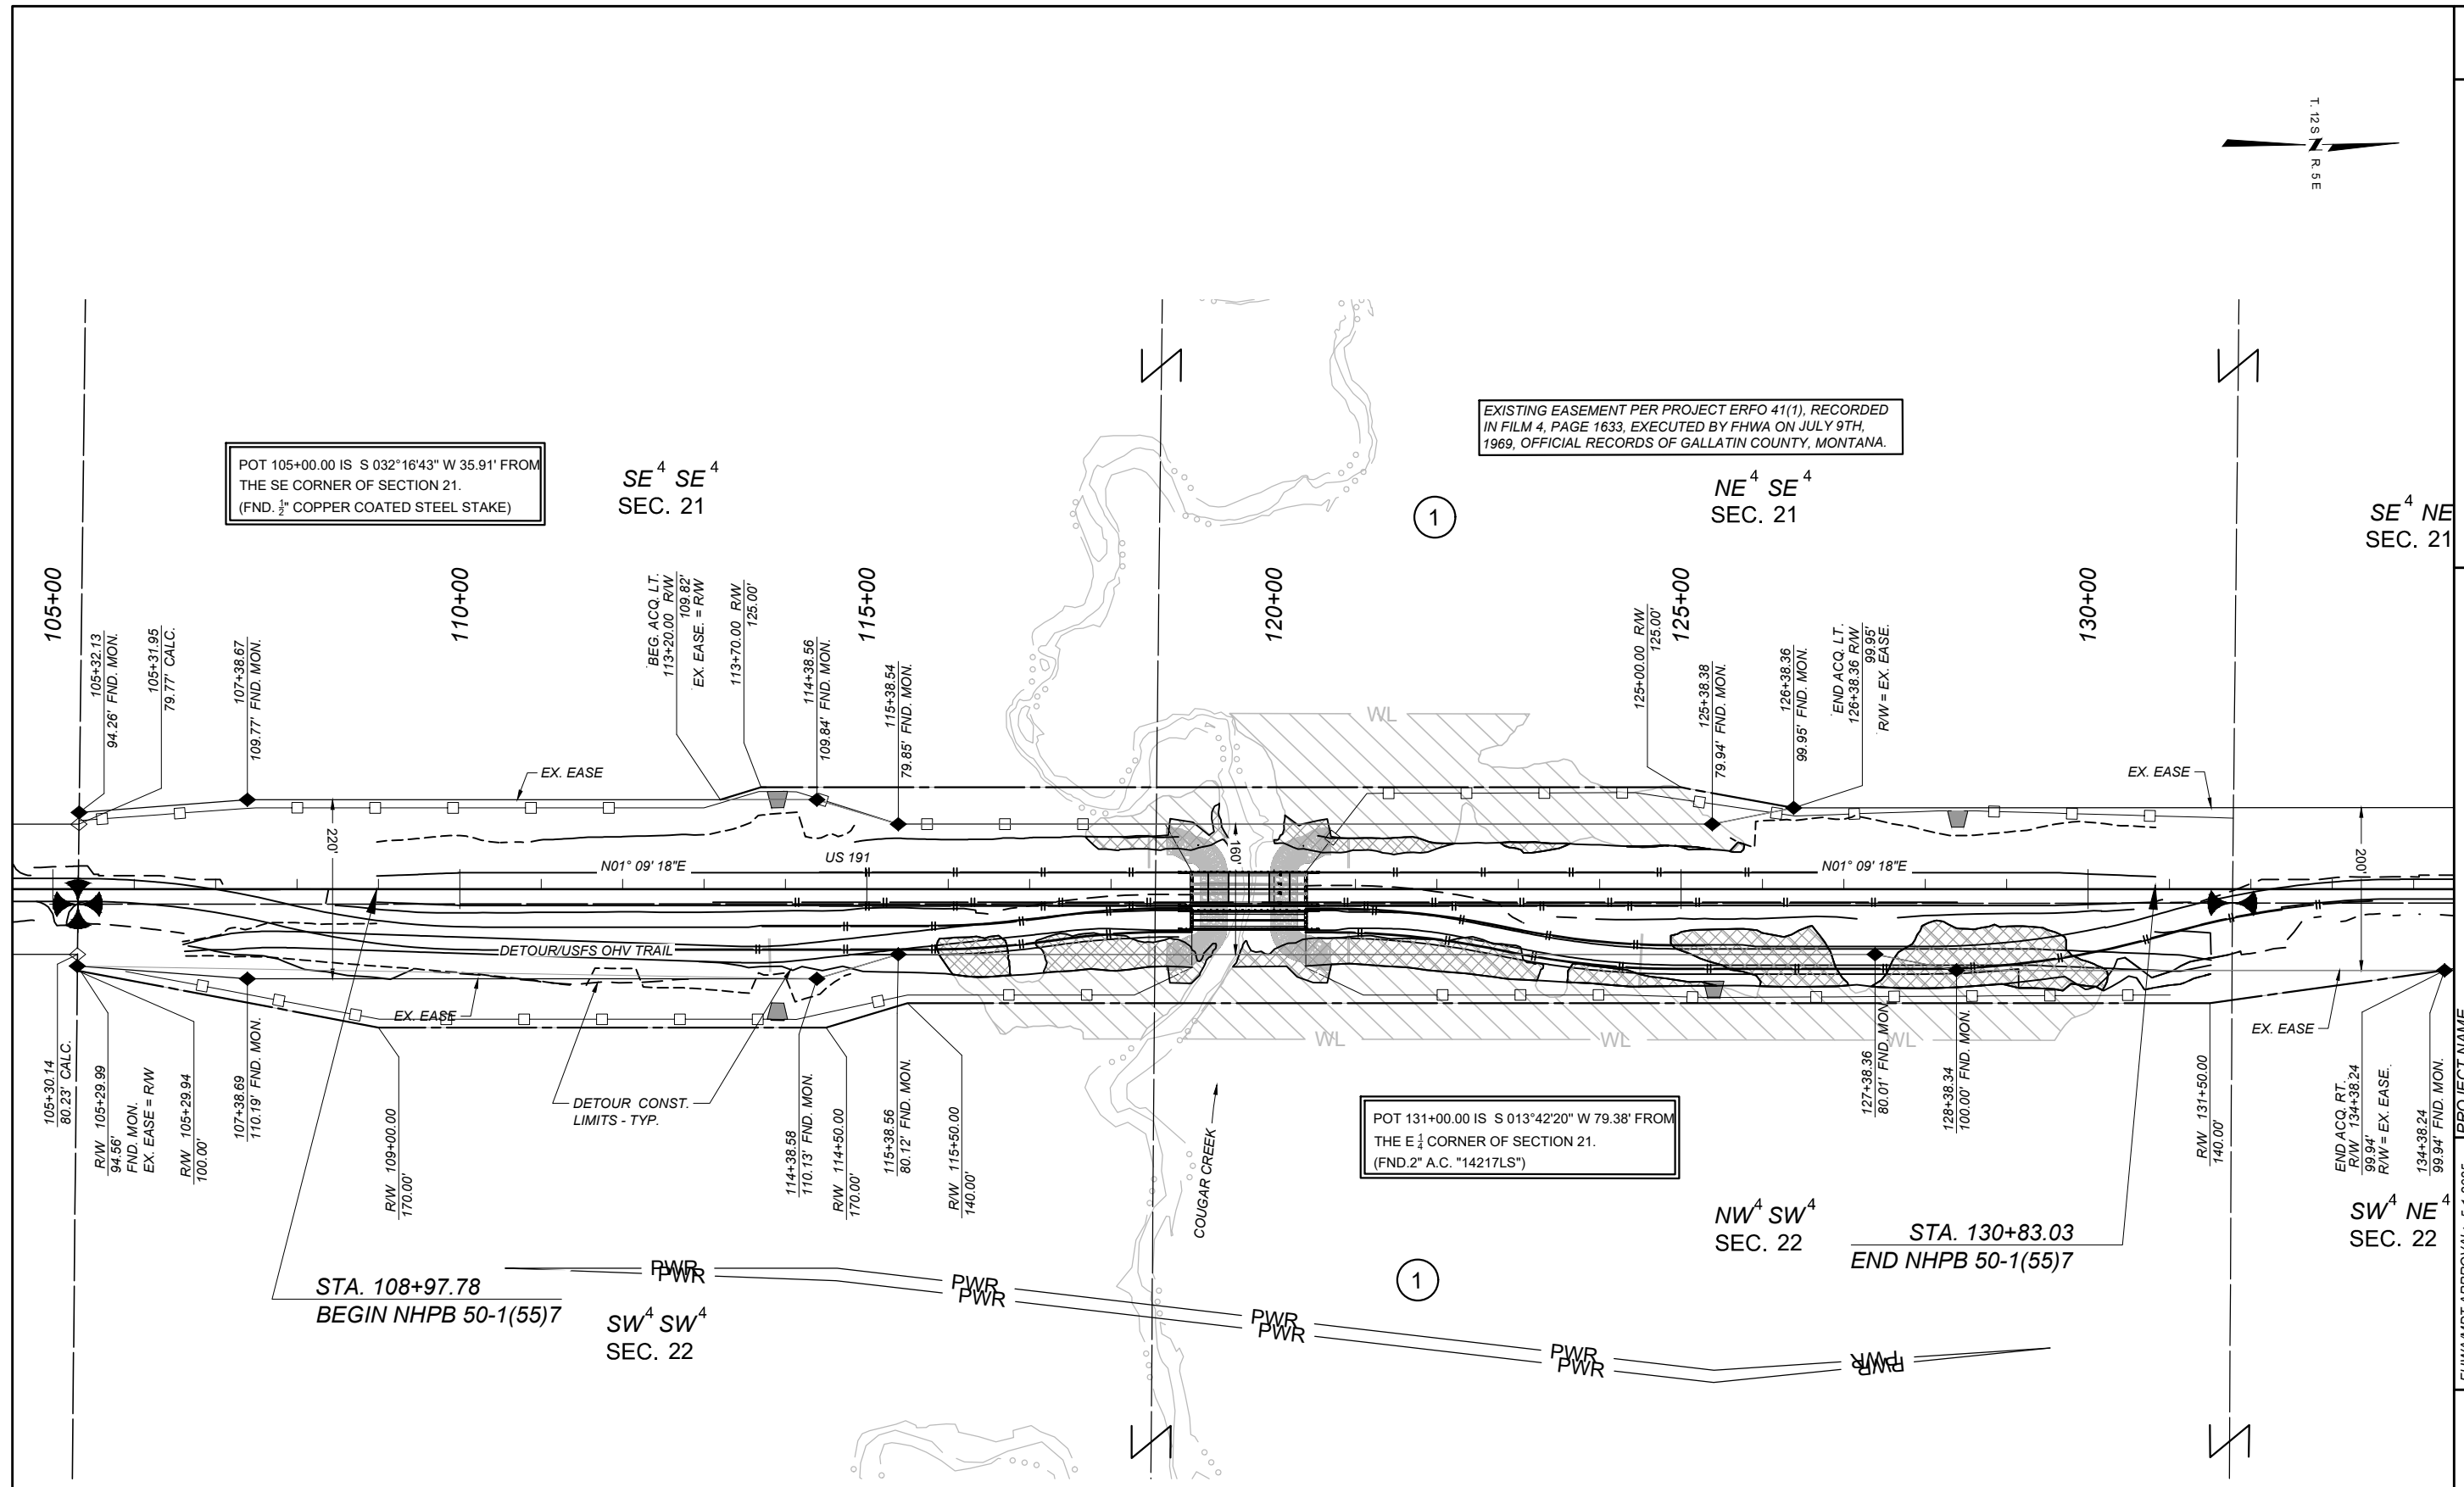 T. 12 S
R. 5 E
EXISTING EASEMENT PER PROJECT ERFO 41(1), RECORDED
IN FILM 4, PAGE 1633, EXECUTED BY FHWA ON JULY 9TH,
1969, OFFICIAL RECORDS OF GALLATIN COUNTY, MONTANA.
POT 105+00.00 IS S 032°16'43" W 35.91' FROM
THE SE CORNER OF SECTION 21.
(FND. 1/2" COPPER COATED STEEL STAKE)
SE4 SE4
SEC. 21
1
NE4 SE4
SEC. 21
SE4 NE
SEC. 21
105+00
110+00
115+00
120+00
125+00
130+00
105+32.13
94.26' FND. MON.
105+31.95
79.77' CALC.
107+38.67
109.77' FND. MON.
BEG. ACQ. LT.
113+20.00 R/W
109.82'
EX. EASE. = R/W
113+70.00 R/W
125.00'
114+38.56
109.84' FND. MON.
115+38.54
79.85' FND. MON.
125+00.00 R/W
125.00'
125+38.38
79.94' FND. MON.
126+38.36
99.95' FND. MON.
END ACQ. LT.
126+38.36 R/W
99.95'
R/W = EX. EASE.
WL
EX. EASE
EX. EASE
220'
160'
200'
N01° 09' 18"E
US 191
N01° 09' 18"E
DETOUR/USFS OHV TRAIL
EX. EASE
EX. EASE
WL
WL
WL
105+30.14
80.23' CALC.
R/W 105+29.99
94.56'
FND. MON.
EX. EASE = R/W
R/W 105+29.94
100.00'
107+38.69
110.19' FND. MON.
R/W 109+00.00
170.00'
DETOUR CONST.
LIMITS - TYP.
114+38.58
110.13' FND. MON.
R/W 114+50.00
170.00'
115+38.56
80.12' FND. MON.
R/W 115+50.00
140.00'
COUGAR CREEK
POT 131+00.00 IS S 013°42'20" W 79.38' FROM
THE E 1/4 CORNER OF SECTION 21.
(FND.2" A.C. "14217LS")
127+38.36
80.01' FND. MON.
128+38.34
100.00' FND. MON.
R/W 131+50.00
140.00'
END ACQ. RT.
R/W 134+38.24
99.94'
R/W = EX. EASE.
134+38.24
99.94' FND. MON.
NW4 SW4
SEC. 22
STA. 130+83.03
END NHPB 50-1(55)7
SW4 NE4
SEC. 22
STA. 108+97.78
BEGIN NHPB 50-1(55)7
SW4 SW4
SEC. 22
1
PWR
PWR
PWR
PWR
PWR
PWR
PWR
PWR
PWR
PWR
PROJECT NAME